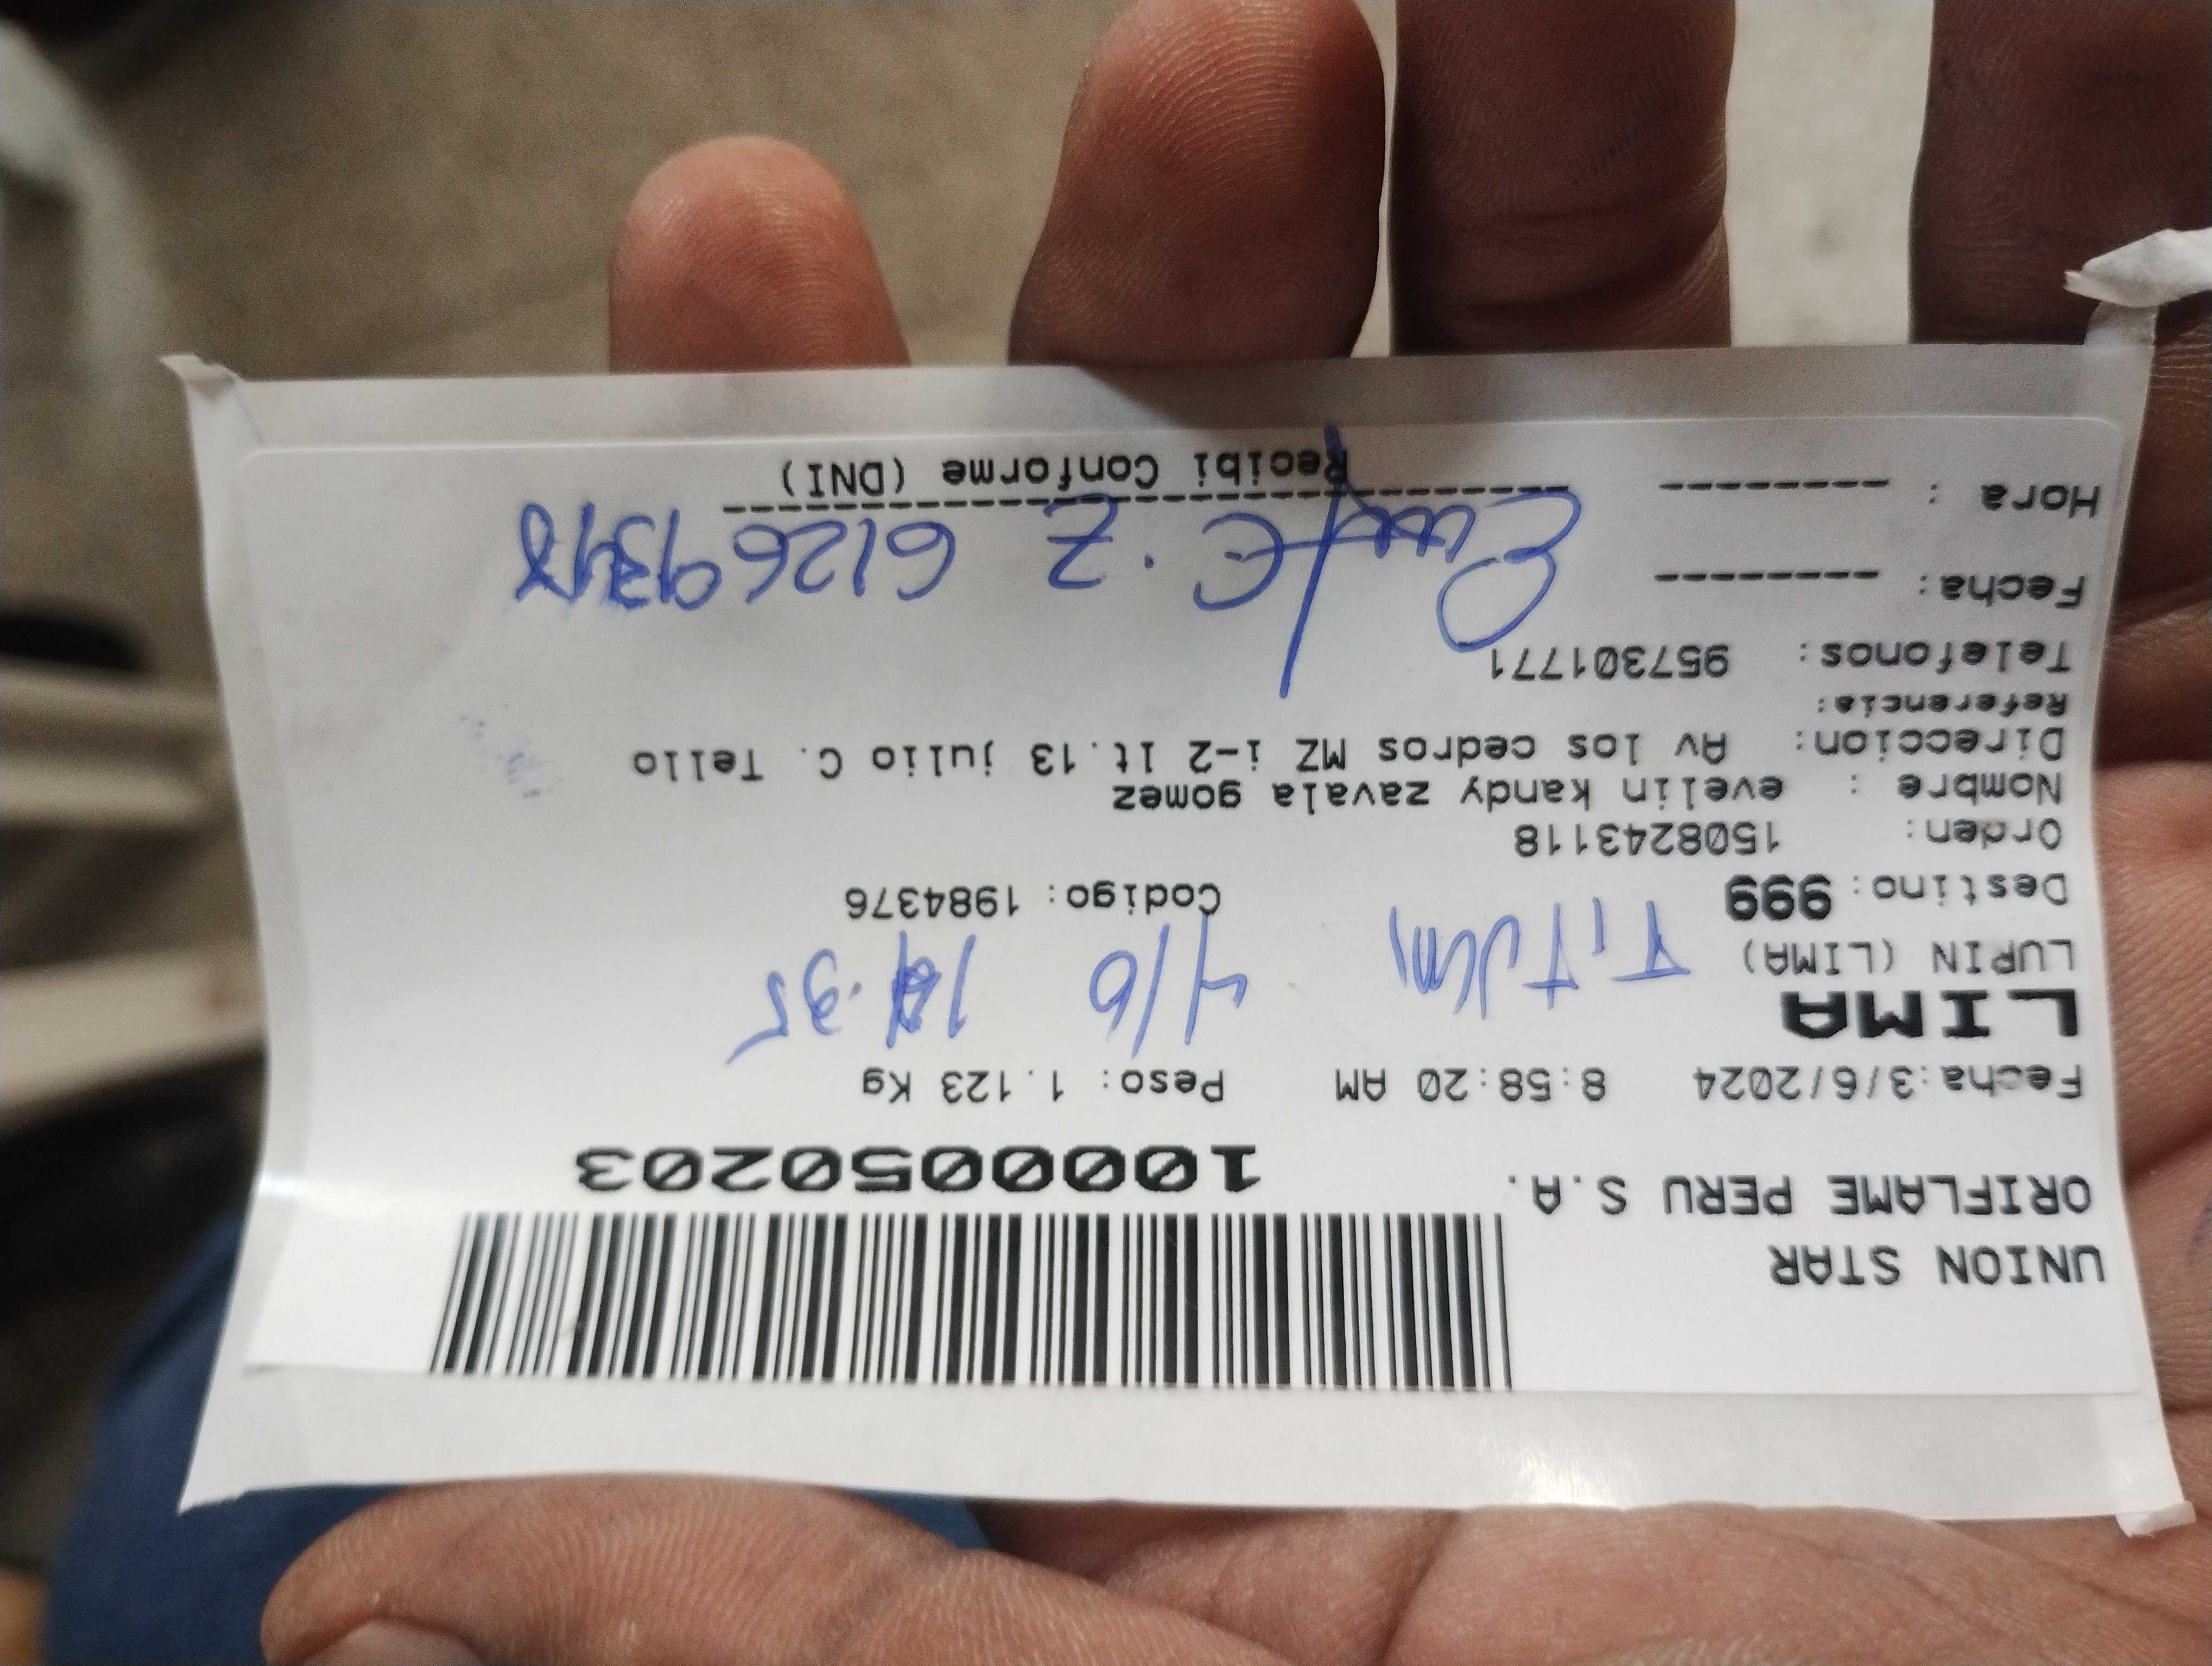 UNION STAR
ORIFLAME PERU S.A.
1000050203
Fecha:3/6/2024 8:58:20 AM Peso: 1.123 Kg
LIMA
LURIN (LIMA)
4/6
Destino: 999 Codigo: 1984376
Orden: 1508243118
Nombre : evelin kandy zavala gomez
Direccion: Av los cedros MZ i-2 lt.13 julio C. Tello
Referencia:
Telefonos: 957301771
Fecha: --------
Hora : --------
Recibi Conforme (DNI)